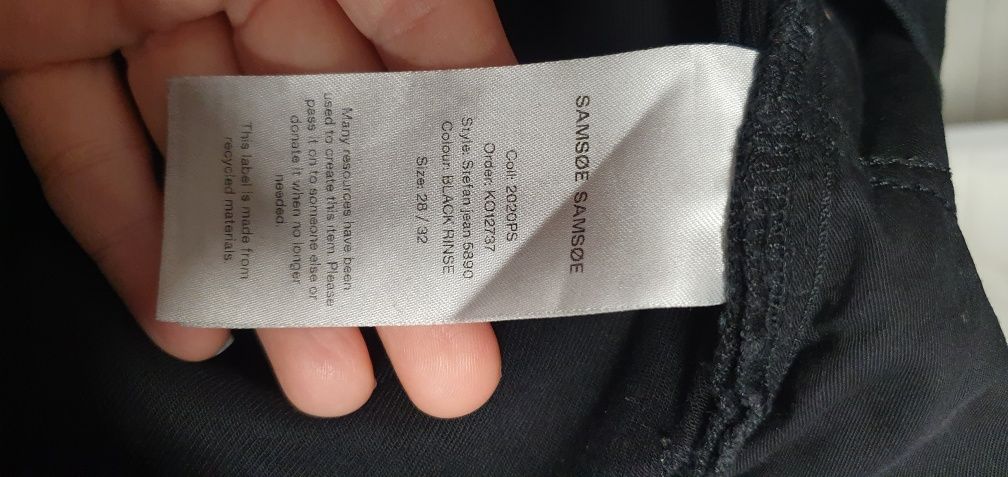 SAMSØE SAMSØE
Coll: 2020PS
Order: KO12737
Style: Stefan jean 5890
Colour: BLACK RINSE
Size: 28 / 32
Many resources have been
used to create this item. Please
pass it on to someone else or
donate it when no longer
needed.
This label is made from
recycled materials.